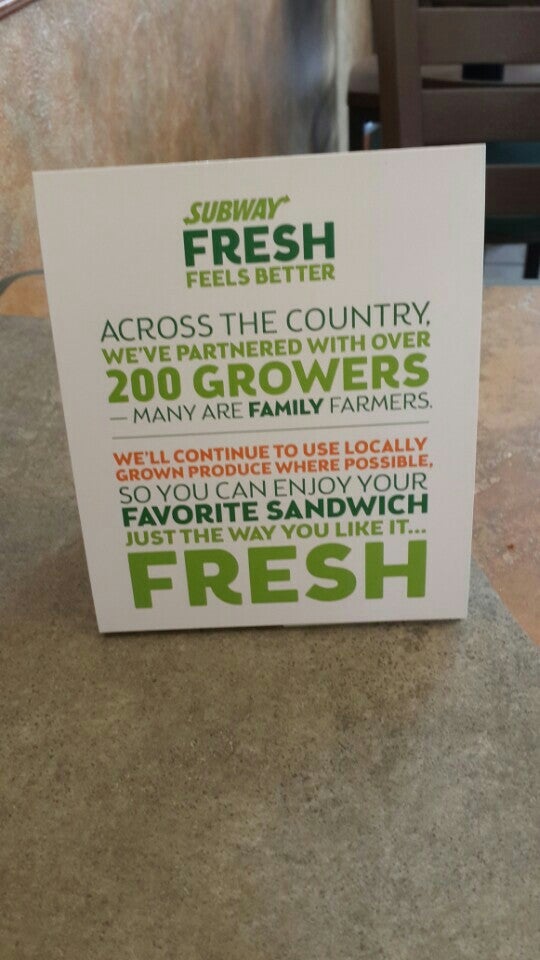 SUBWAY
FRESH
FEELS BETTER
ACROSS THE COUNTRY,
WE'VE PARTNERED WITH OVER
200 GROWERS
— MANY ARE FAMILY FARMERS.
WE'LL CONTINUE TO USE LOCALLY
GROWN PRODUCE WHERE POSSIBLE,
SO YOU CAN ENJOY YOUR
FAVORITE SANDWICH
JUST THE WAY YOU LIKE IT...
FRESH